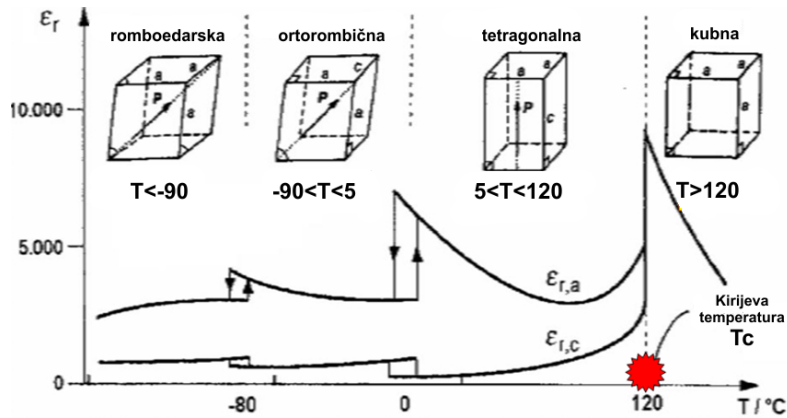 εr
romboedarska
ortorombična
tetragonalna
kubna
a
a
a
P
a
c
a
P
a
a
c
P
a
a
a
10.000
T<-90
-90<T<5
5<T<120
T>120
5.000
εr,a
εr,c
Kirijeva
temperatura
Tc
0
-80
0
120
T / °C